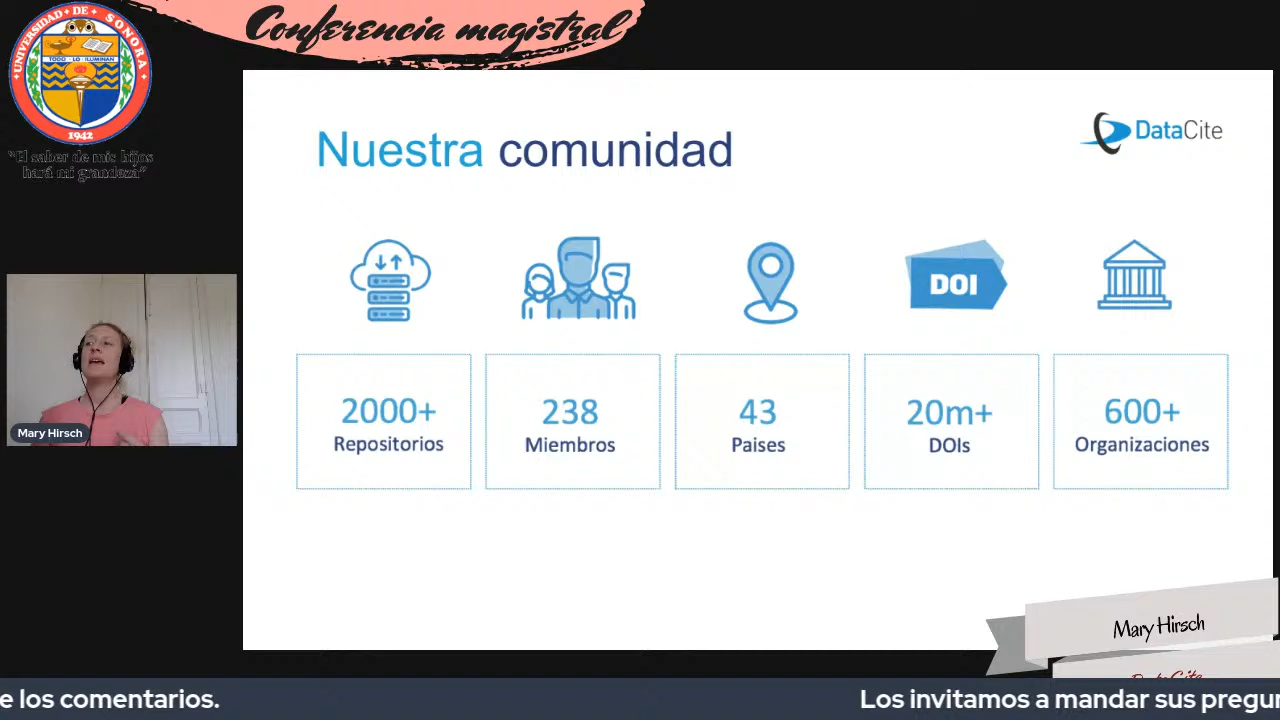 Conferencia magistral
UNIVERSIDAD DE SONORA
TODO LO ILUMINAN
1942
"El saber de mis hijos
hará mi grandeza"
DataCite
Nuestra comunidad
DOI
2000+
Repositorios
238
Miembros
43
Paises
20m+
DOIs
600+
Organizaciones
Mary Hirsch
Mary Hirsch
DataCite
e los comentarios.
Los invitamos a mandar sus pregun